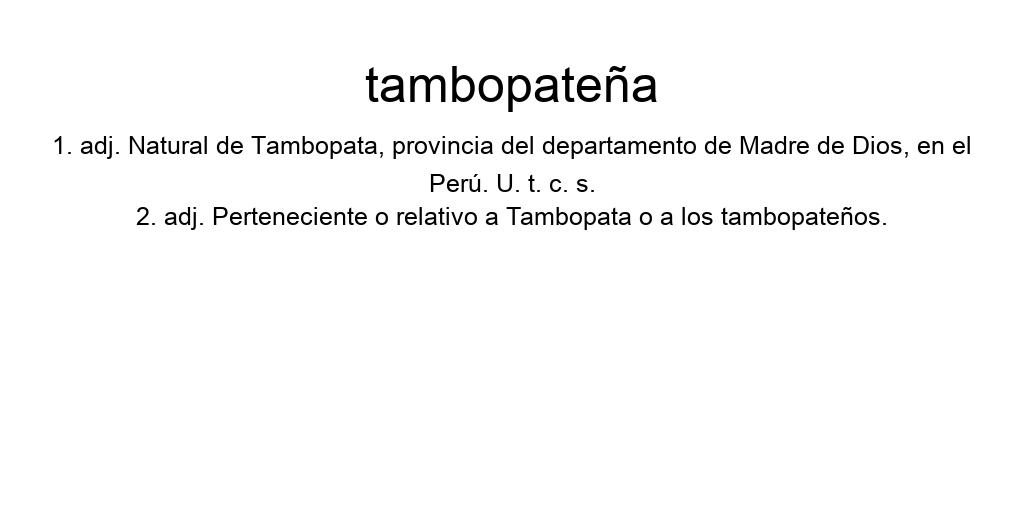 tambopateña
1. adj. Natural de Tambopata, provincia del departamento de Madre de Dios, en el
Perú. U. t. c. s.
2. adj. Perteneciente o relativo a Tambopata o a los tambopateños.